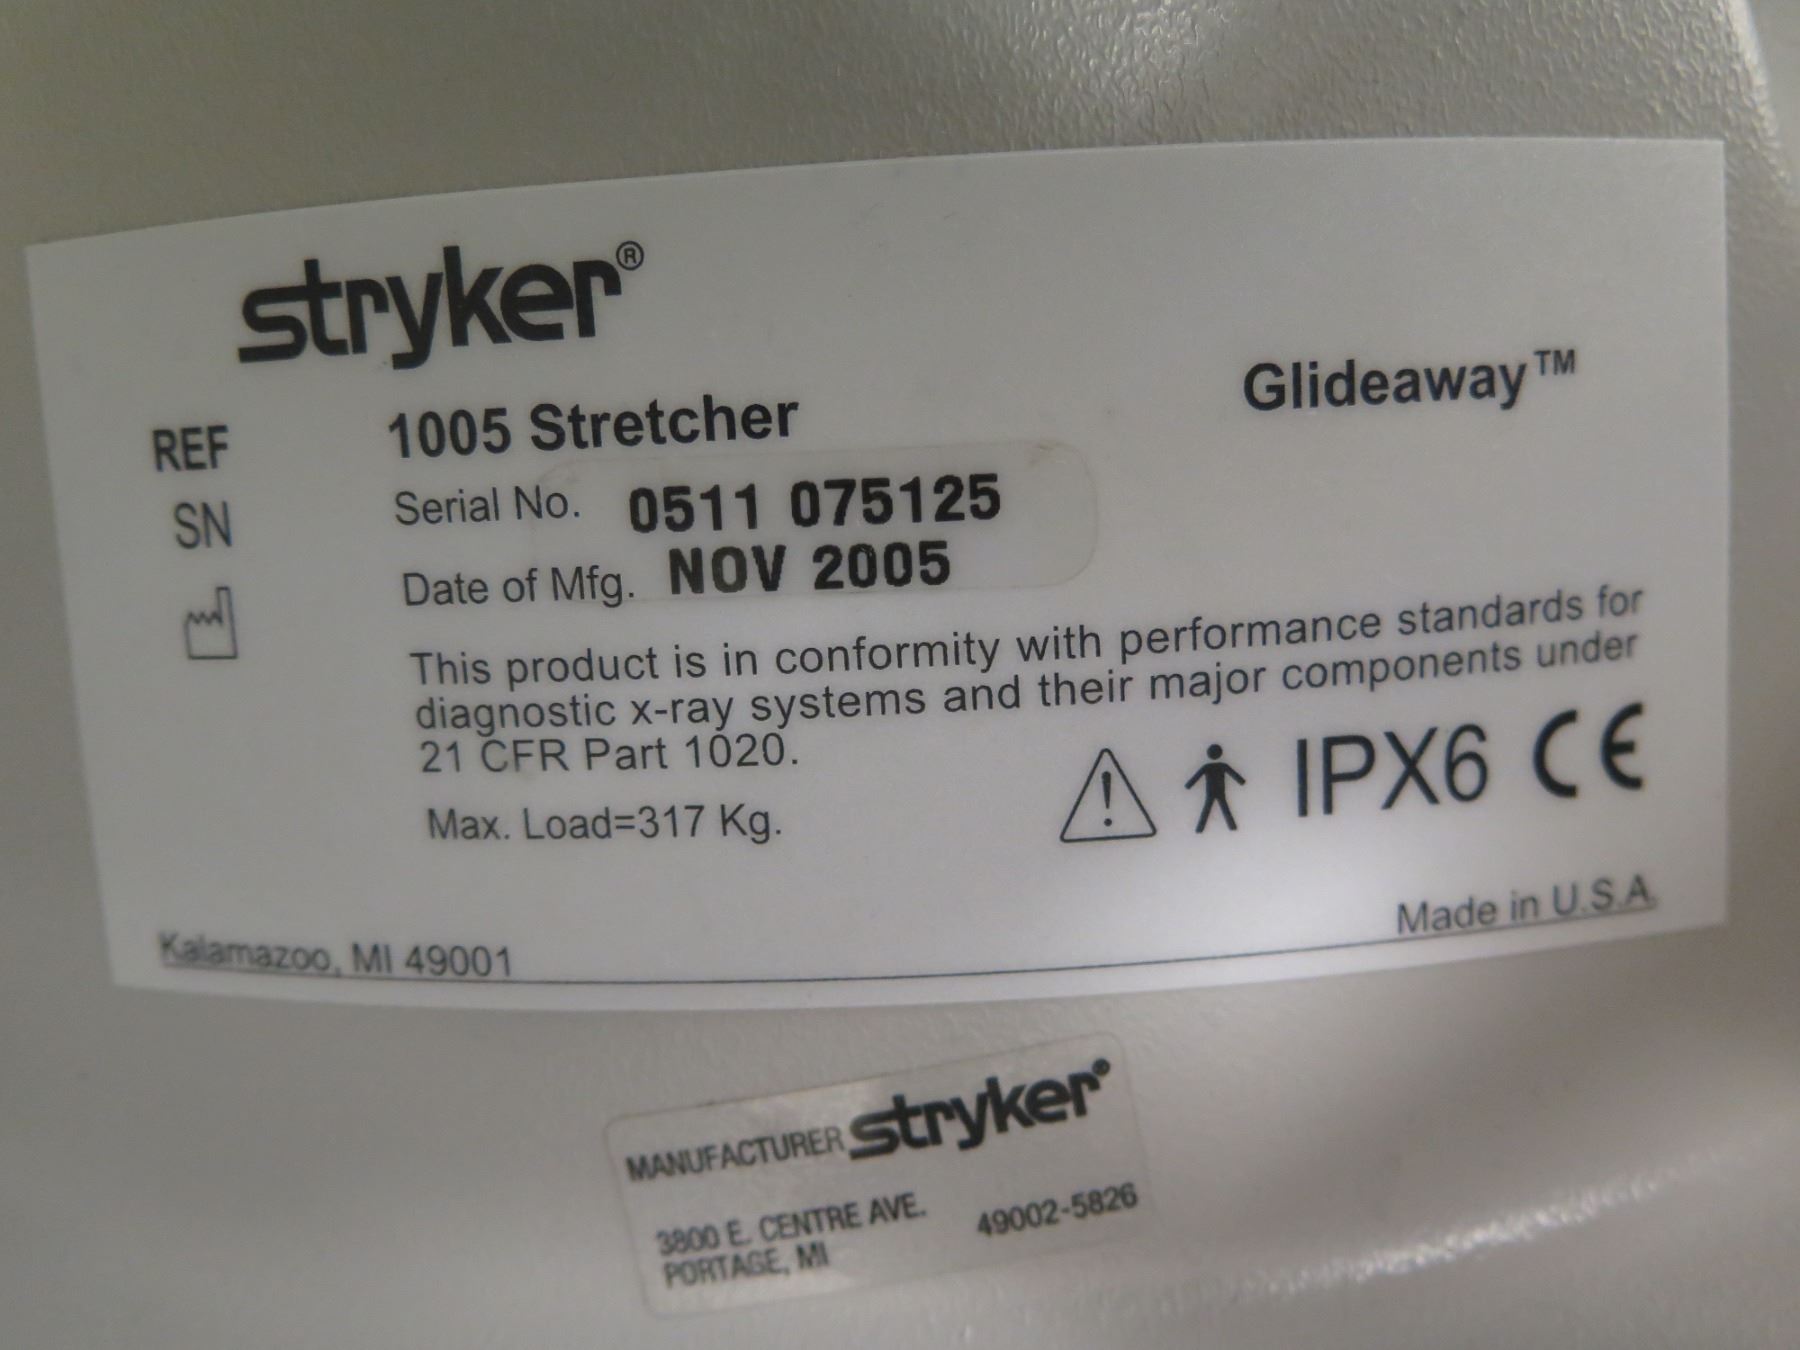 stryker®
Glideaway™
REF 1005 Stretcher
SN Serial No. 0511 075125
Date of Mfg. NOV 2005
This product is in conformity with performance standards for
diagnostic x-ray systems and their major components under
21 CFR Part 1020.
Max. Load=317 Kg.
IPX6 CE
Kalamazoo, MI 49001
Made in U.S.A.
MANUFACTURER stryker®
3800 E. CENTRE AVE.
PORTAGE, MI 49002-5826